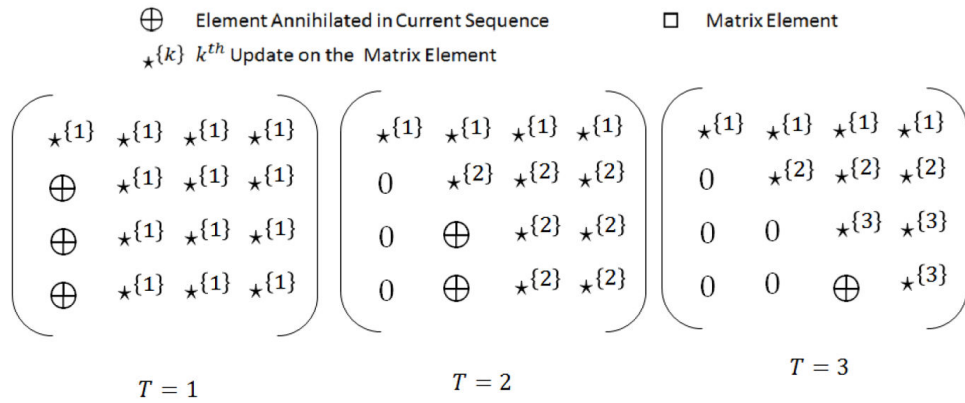 ⊕ Element Annihilated in Current Sequence □ Matrix Element
⋆{k} kth Update on the Matrix Element
⋆{1} ⋆{1} ⋆{1} ⋆{1}
⊕ ⋆{1} ⋆{1} ⋆{1}
⊕ ⋆{1} ⋆{1} ⋆{1}
⊕ ⋆{1} ⋆{1} ⋆{1}
T = 1
⋆{1} ⋆{1} ⋆{1} ⋆{1}
0 ⋆{2} ⋆{2} ⋆{2}
0 ⊕ ⋆{2} ⋆{2}
0 ⊕ ⋆{2} ⋆{2}
T = 2
⋆{1} ⋆{1} ⋆{1} ⋆{1}
0 ⋆{2} ⋆{2} ⋆{2}
0 0 ⋆{3} ⋆{3}
0 0 ⊕ ⋆{3}
T = 3